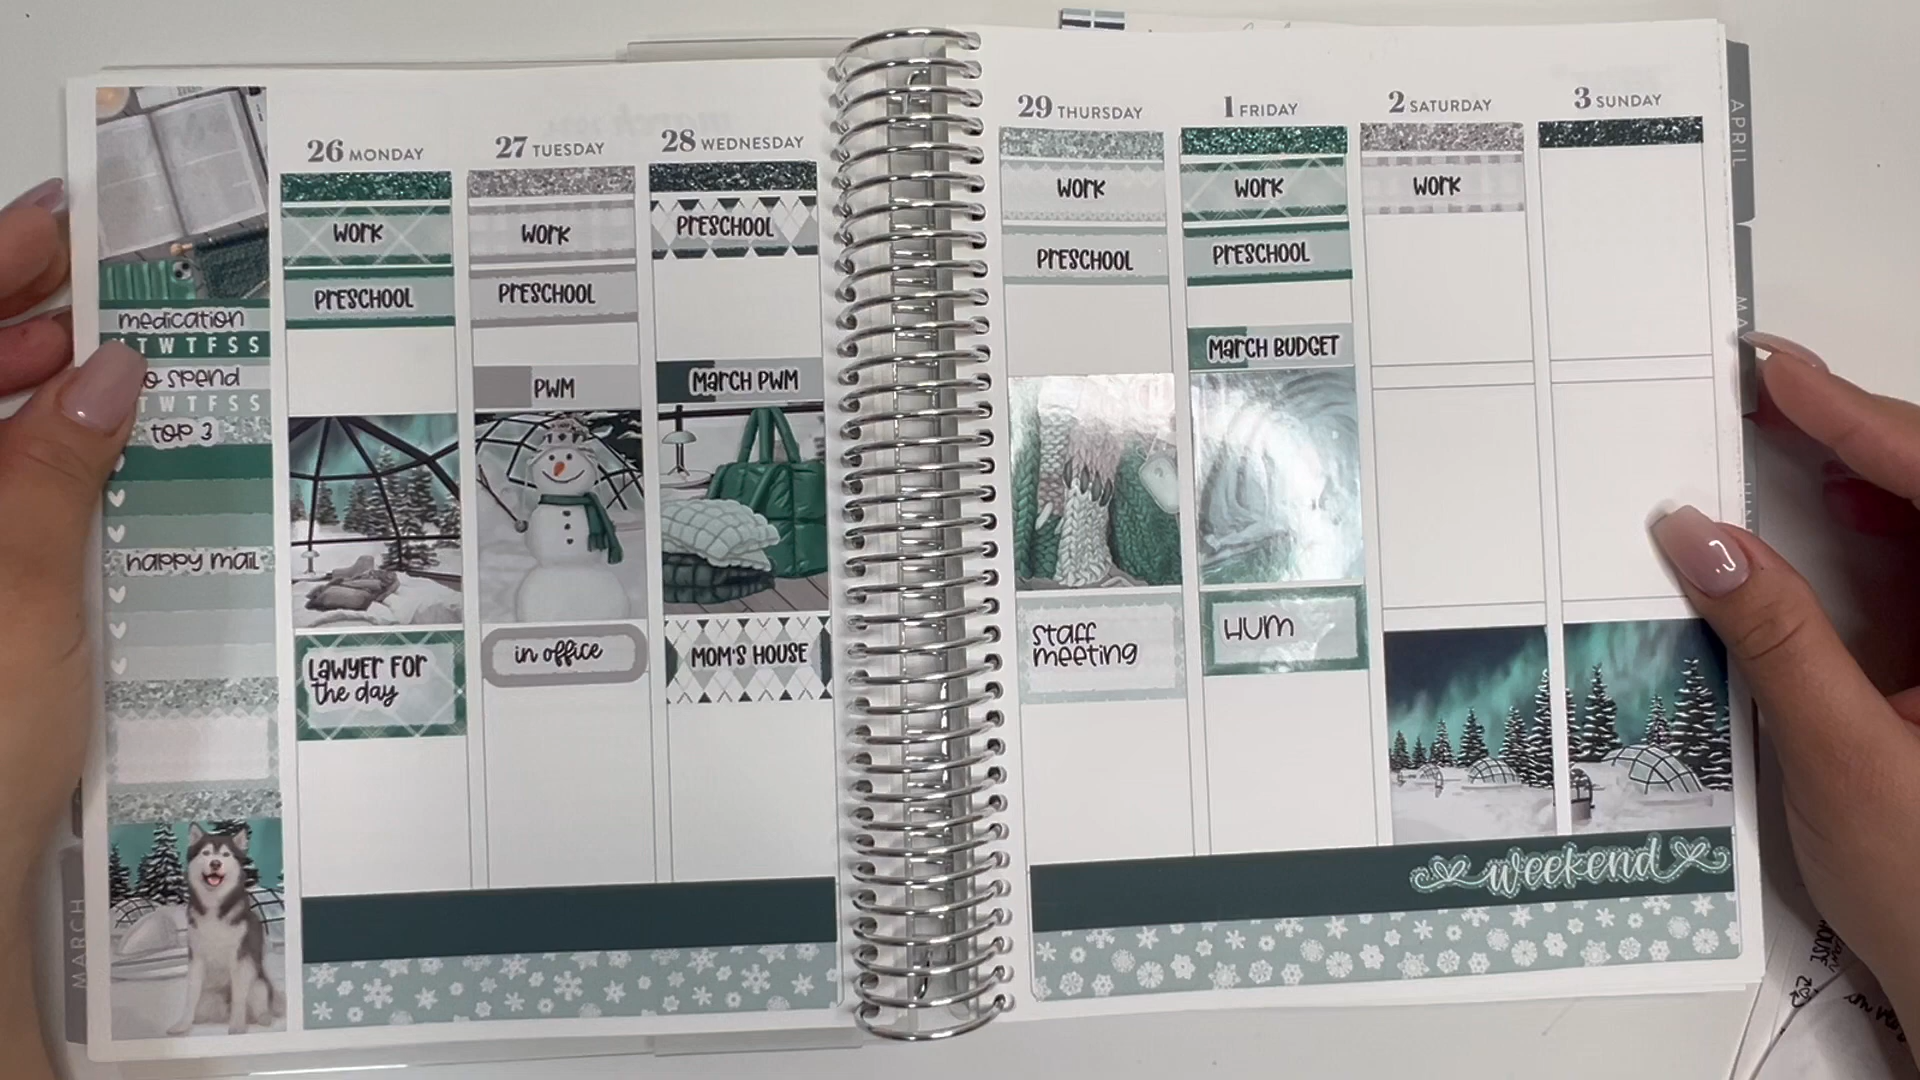 26 MONDAY
27 TUESDAY
28 WEDNESDAY
29 THURSDAY
1 FRIDAY
2 SATURDAY
3 SUNDAY
medication
T W T F S S
spend
T W T F S S
top 3
happy mail
WORK
PRESCHOOL
LAWYER FOR
the day
WORK
PRESCHOOL
PWM
in office
PRESCHOOL
MARCH PWM
MOM'S HOUSE
WORK
PRESCHOOL
staff
meeting
WORK
PRESCHOOL
MARCH BUDGET
HUM
WORK
weekend
MARCH
APRIL